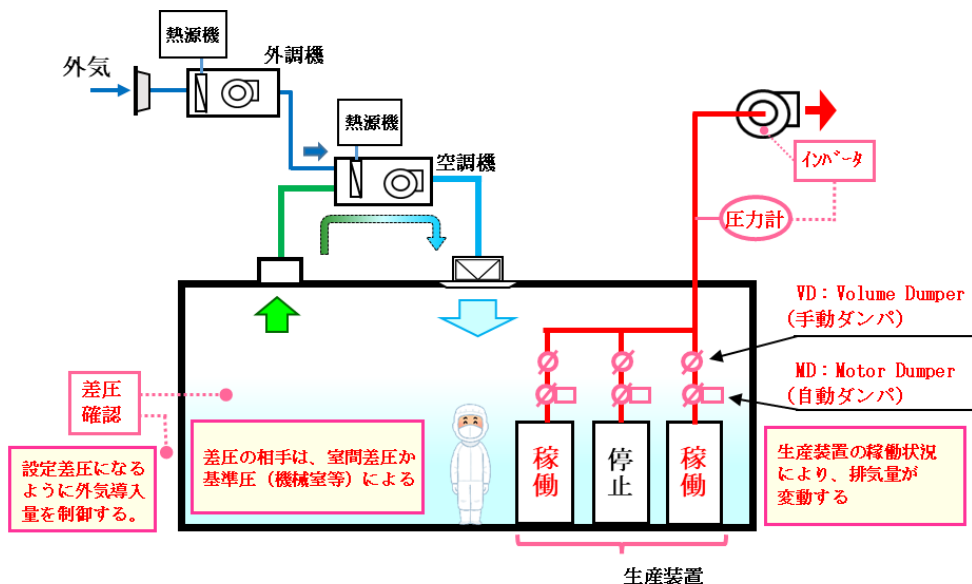 熱源機
外調機
外気
熱源機
空調機
インバータ
圧力計
VD：Volume Dumper
(手動ダンパ)
MD：Motor Dumper
(自動ダンパ)
差圧
確認
設定差圧になる
ように外気導入
量を制御する。
差圧の相手は、室間差圧か
基準圧（機械室等）による
稼働
停止
稼働
生産装置の稼働状況
により、排気量が
変動する
生産装置